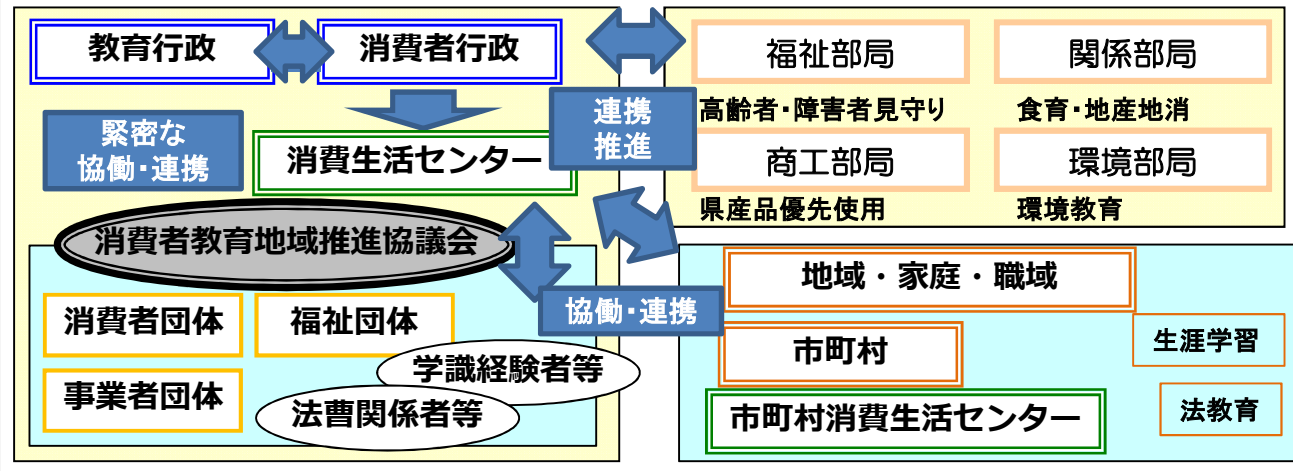 教育行政
消費者行政
緊密な
協働・連携
消費生活センター
連携
推進
福祉部局
関係部局
高齢者・障害者見守り
食育・地産地消
商工部局
環境部局
県産品優先使用
環境教育
消費者教育地域推進協議会
消費者団体
福祉団体
事業者団体
学識経験者等
法曹関係者等
協働・連携
地域・家庭・職域
市町村
市町村消費生活センター
生涯学習
法教育